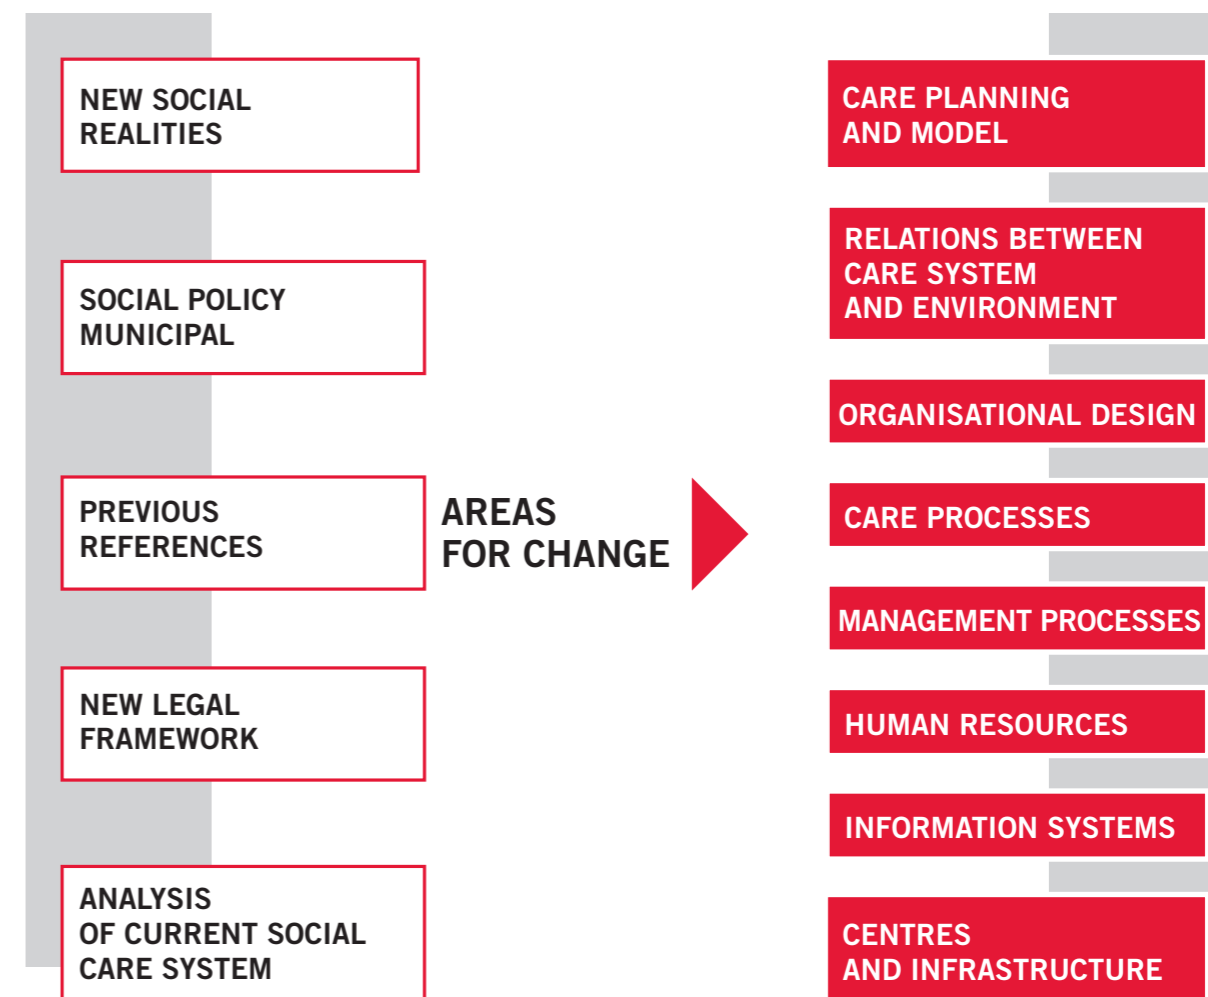 NEW SOCIAL
REALITIES
SOCIAL POLICY
MUNICIPAL
PREVIOUS
REFERENCES
NEW LEGAL
FRAMEWORK
ANALYSIS
OF CURRENT SOCIAL
CARE SYSTEM
AREAS
FOR CHANGE
CARE PLANNING
AND MODEL
RELATIONS BETWEEN
CARE SYSTEM
AND ENVIRONMENT
ORGANISATIONAL DESIGN
CARE PROCESSES
MANAGEMENT PROCESSES
HUMAN RESOURCES
INFORMATION SYSTEMS
CENTRES
AND INFRASTRUCTURE